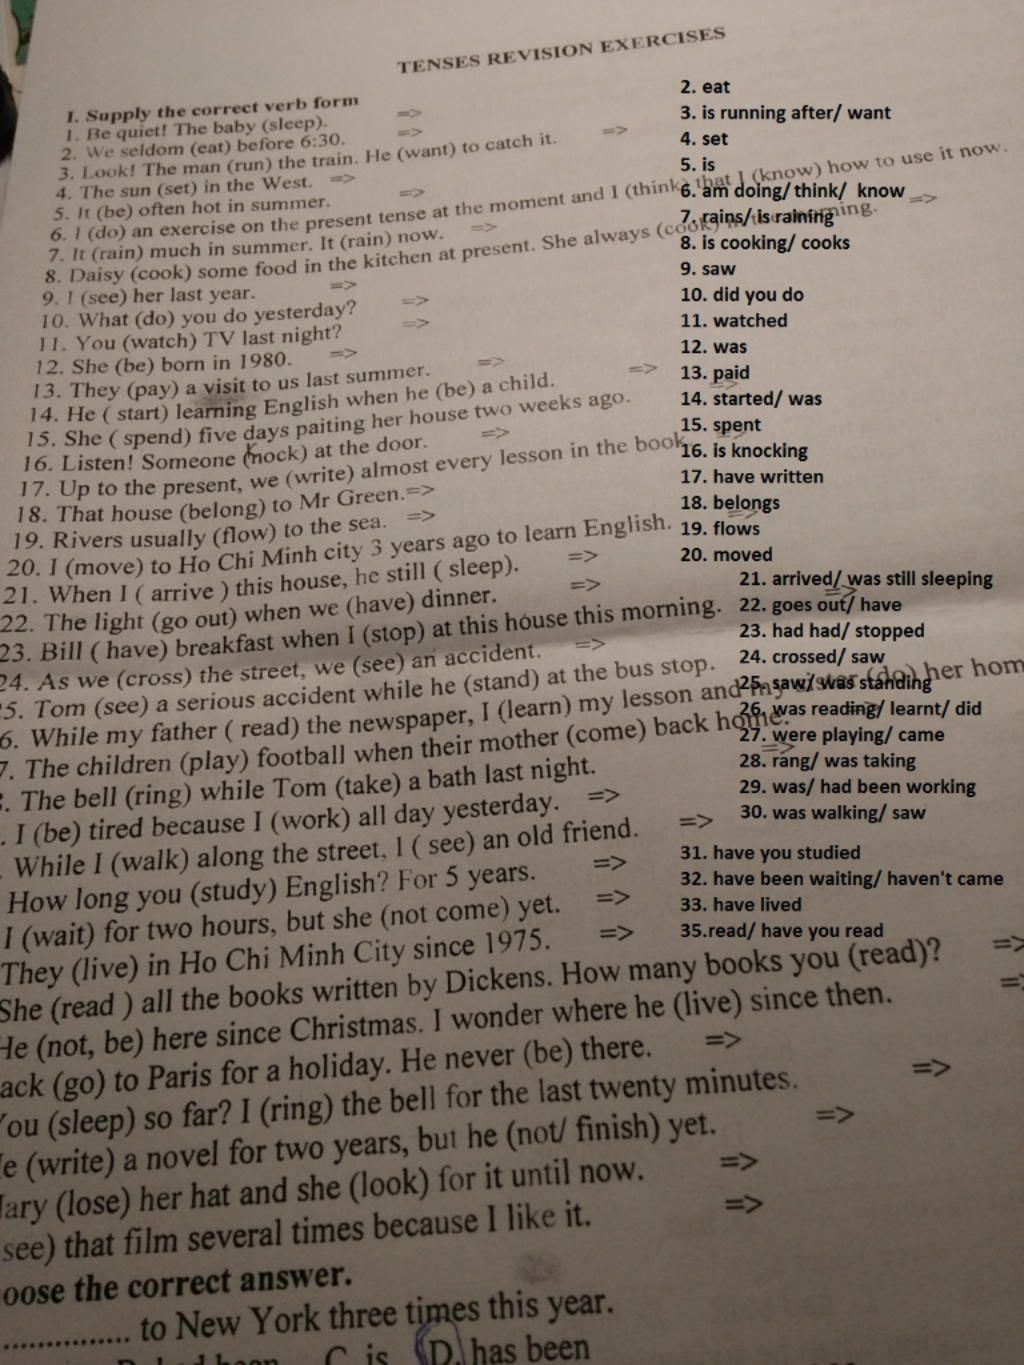 TENSES REVISION EXERCISES
I. Supply the correct verb form
1. Be quiet! The baby (sleep). =>
2. We seldom (eat) before 6:30. =>
3. Look! The man (run) the train. He (want) to catch it. =>
4. The sun (set) in the West. =>
5. It (be) often hot in summer. =>
6. I (do) an exercise on the present tense at the moment and I (think) that I (know) how to use it now. =>
7. It (rain) much in summer. It (rain) now. =>
8. Daisy (cook) some food in the kitchen at present. She always (cook) in the morning.
9. I (see) her last year. =>
10. What (do) you do yesterday? =>
11. You (watch) TV last night? =>
12. She (be) born in 1980. =>
13. They (pay) a visit to us last summer. =>
14. He ( start) learning English when he (be) a child. =>
15. She ( spend) five days paiting her house two weeks ago. =>
16. Listen! Someone (knock) at the door. =>
17. Up to the present, we (write) almost every lesson in the book. =>
18. That house (belong) to Mr Green.=>
19. Rivers usually (flow) to the sea. =>
20. I (move) to Ho Chi Minh city 3 years ago to learn English. =>
21. When I ( arrive ) this house, he still ( sleep). =>
22. The light (go out) when we (have) dinner. =>
23. Bill ( have) breakfast when I (stop) at this house this morning. =>
24. As we (cross) the street, we (see) an accident. =>
5. Tom (see) a serious accident while he (stand) at the bus stop. =>
6. While my father ( read) the newspaper, I (learn) my lesson and my sister (do) her hom
7. The children (play) football when their mother (come) back home. =>
. The bell (ring) while Tom (take) a bath last night.
. I (be) tired because I (work) all day yesterday. =>
While I (walk) along the street, I ( see) an old friend. =>
How long you (study) English? For 5 years. =>
I (wait) for two hours, but she (not come) yet. =>
They (live) in Ho Chi Minh City since 1975. =>
She (read ) all the books written by Dickens. How many books you (read)? =>
He (not, be) here since Christmas. I wonder where he (live) since then. =>
ack (go) to Paris for a holiday. He never (be) there. =>
You (sleep) so far? I (ring) the bell for the last twenty minutes. =>
He (write) a novel for two years, but he (not/ finish) yet. =>
Mary (lose) her hat and she (look) for it until now. =>
see) that film several times because I like it. =>
oose the correct answer.
............... to New York three times this year.
C. is D. has been
2. eat
3. is running after/ want
4. set
5. is
6. am doing/ think/ know
7. rains/ is raining
8. is cooking/ cooks
9. saw
10. did you do
11. watched
12. was
13. paid
14. started/ was
15. spent
16. is knocking
17. have written
18. belongs
19. flows
20. moved
21. arrived/ was still sleeping
22. goes out/ have
23. had had/ stopped
24. crossed/ saw
25. saw/ was standing
26. was reading/ learnt/ did
27. were playing/ came
28. rang/ was taking
29. was/ had been working
30. was walking/ saw
31. have you studied
32. have been waiting/ haven't came
33. have lived
35.read/ have you read